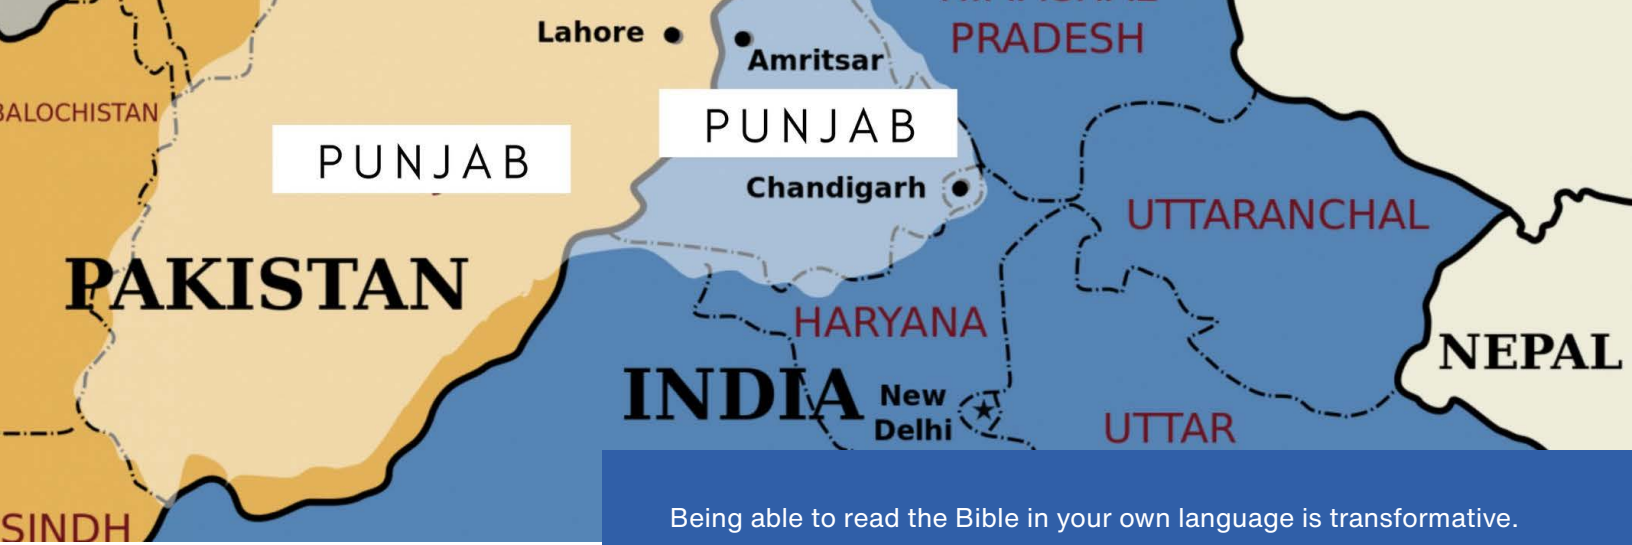 PRADESH
Lahore
Amritsar
BALOCHISTAN
PUNJAB
PUNJAB
Chandigarh
UTTARANCHAL
PAKISTAN
HARYANA
NEPAL
INDIA
New
Delhi
UTTAR
SINDH
Being able to read the Bible in your own language is transformative.